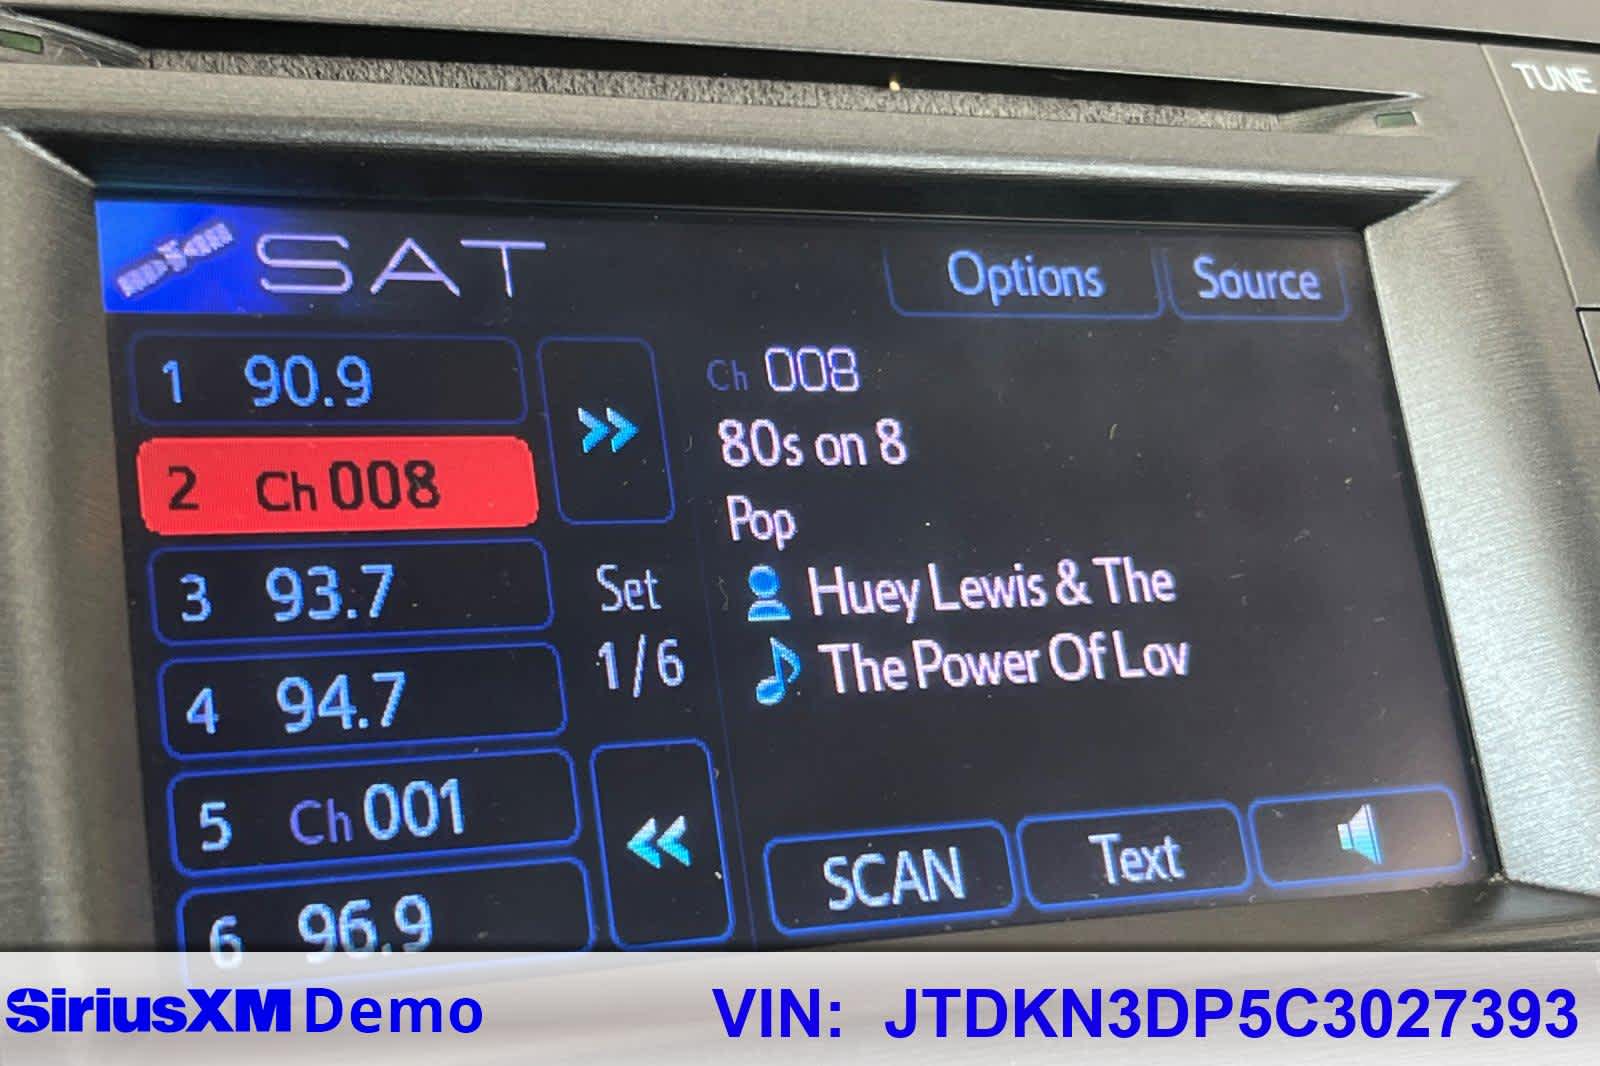 TUNE
SAT
Options
Source
1 90.9
2 Ch 008
3 93.7
4 94.7
5 Ch 001
6 96.9
>>
Set
1/6
<<
Ch 008
80s on 8
Pop
Huey Lewis & The
The Power Of Lov
SCAN
Text
SiriusXM Demo
VIN: JTDKN3DP5C3027393